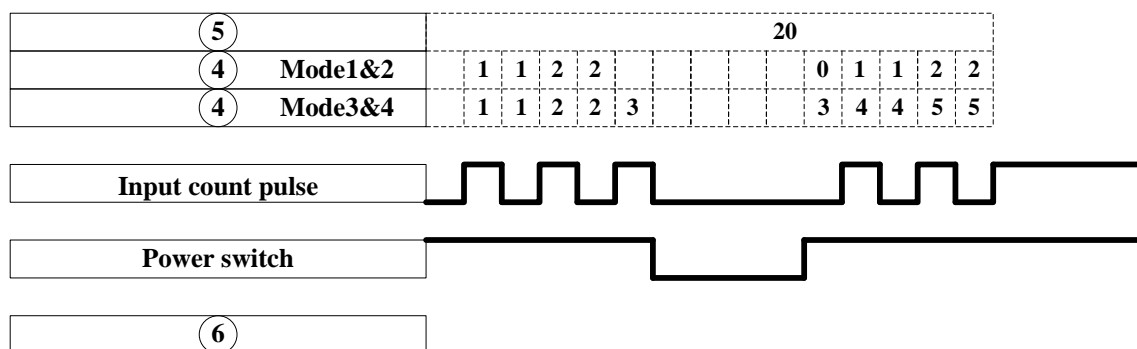 ⑤ 20
④ Mode1&2 1 1 2 2 0 1 1 2 2
④ Mode3&4 1 1 2 2 3 3 4 4 5 5
Input count pulse
Power switch
⑥